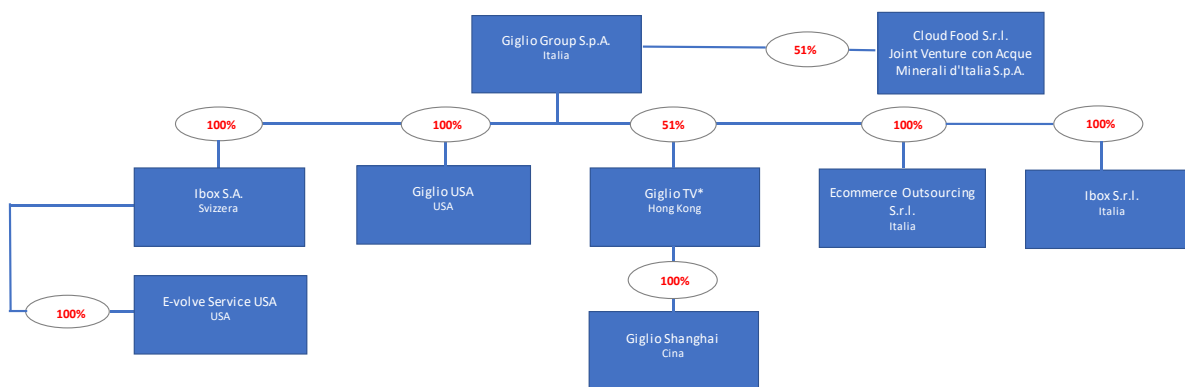 Giglio Group S.p.A.
Italia
51%
Cloud Food S.r.l.
Joint Venture con Acque
Minerali d'Italia S.p.A.
100%
100%
51%
100%
100%
Ibox S.A.
Svizzera
Giglio USA
USA
Giglio TV*
Hong Kong
Ecommerce Outsourcing
S.r.l.
Italia
Ibox S.r.l.
Italia
100%
E-volve Service USA
USA
100%
Giglio Shanghai
Cina